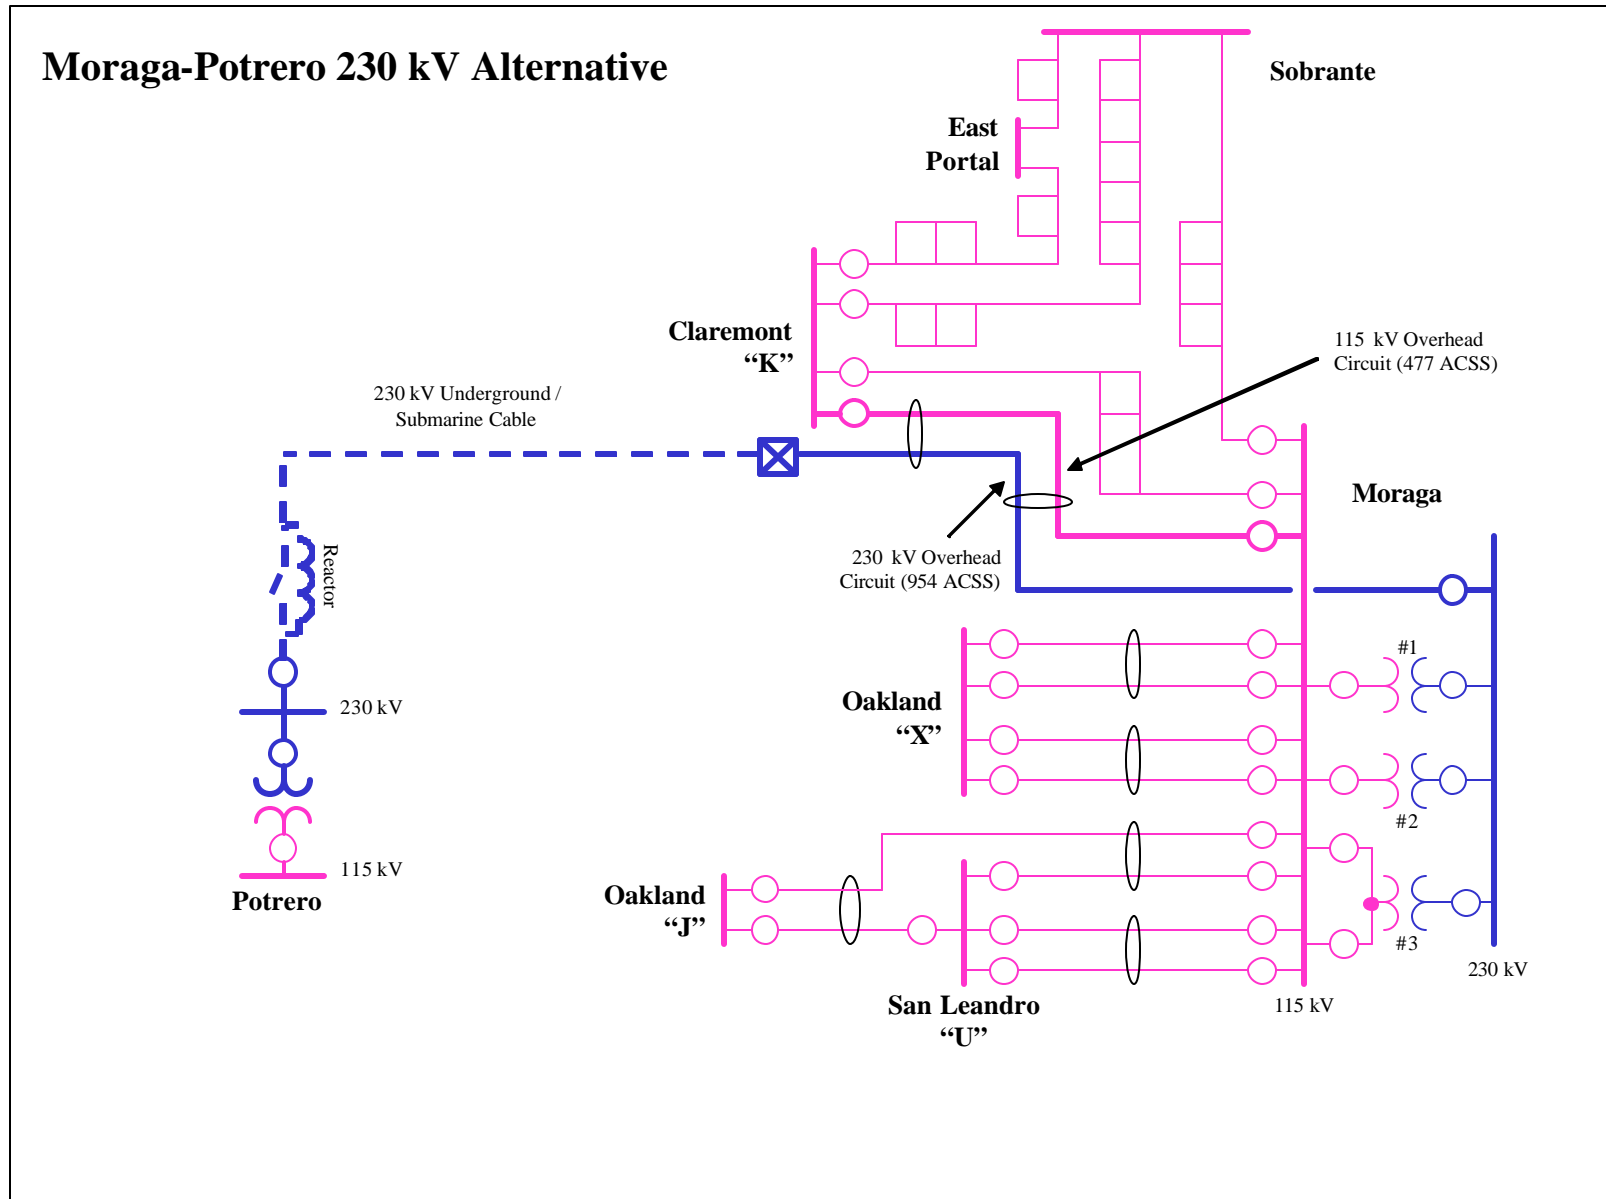 Moraga-Potrero 230 kV Alternative
Sobrante
East
Portal
Claremont
“K”
115 kV Overhead
Circuit (477 ACSS)
230 kV Underground /
Submarine Cable
Moraga
Reactor
230 kV Overhead
Circuit (954 ACSS)
#1
Oakland
“X”
230 kV
#2
115 kV
Potrero
Oakland
“J”
#3
230 kV
San Leandro
“U”
115 kV